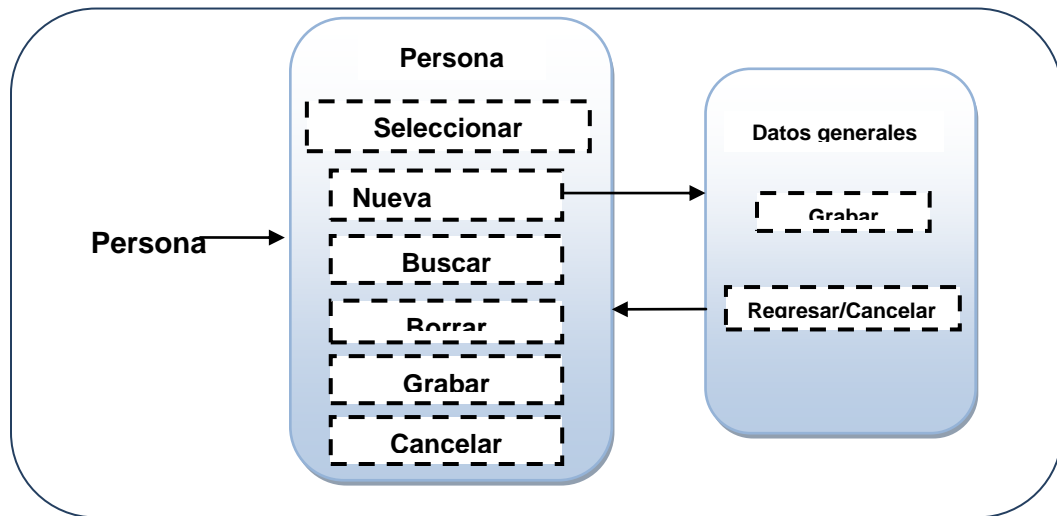 Persona
Seleccionar
Nueva
Buscar
Borrar
Grabar
Cancelar
Persona
Datos generales
Grabar
Regresar/Cancelar